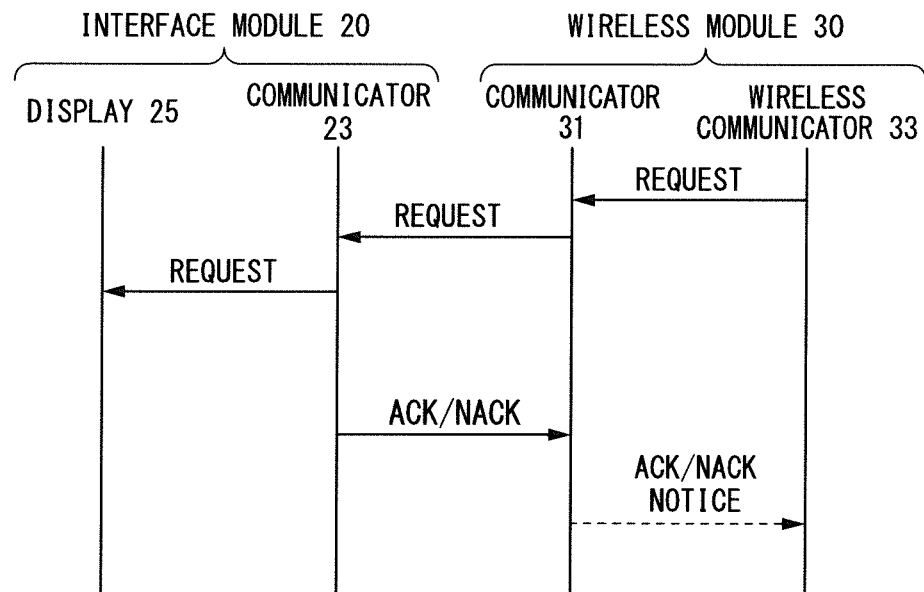 INTERFACE MODULE 20
WIRELESS MODULE 30
DISPLAY 25
COMMUNICATOR
23
COMMUNICATOR
31
WIRELESS
COMMUNICATOR 33
REQUEST
REQUEST
REQUEST
ACK/NACK
ACK/NACK
NOTICE